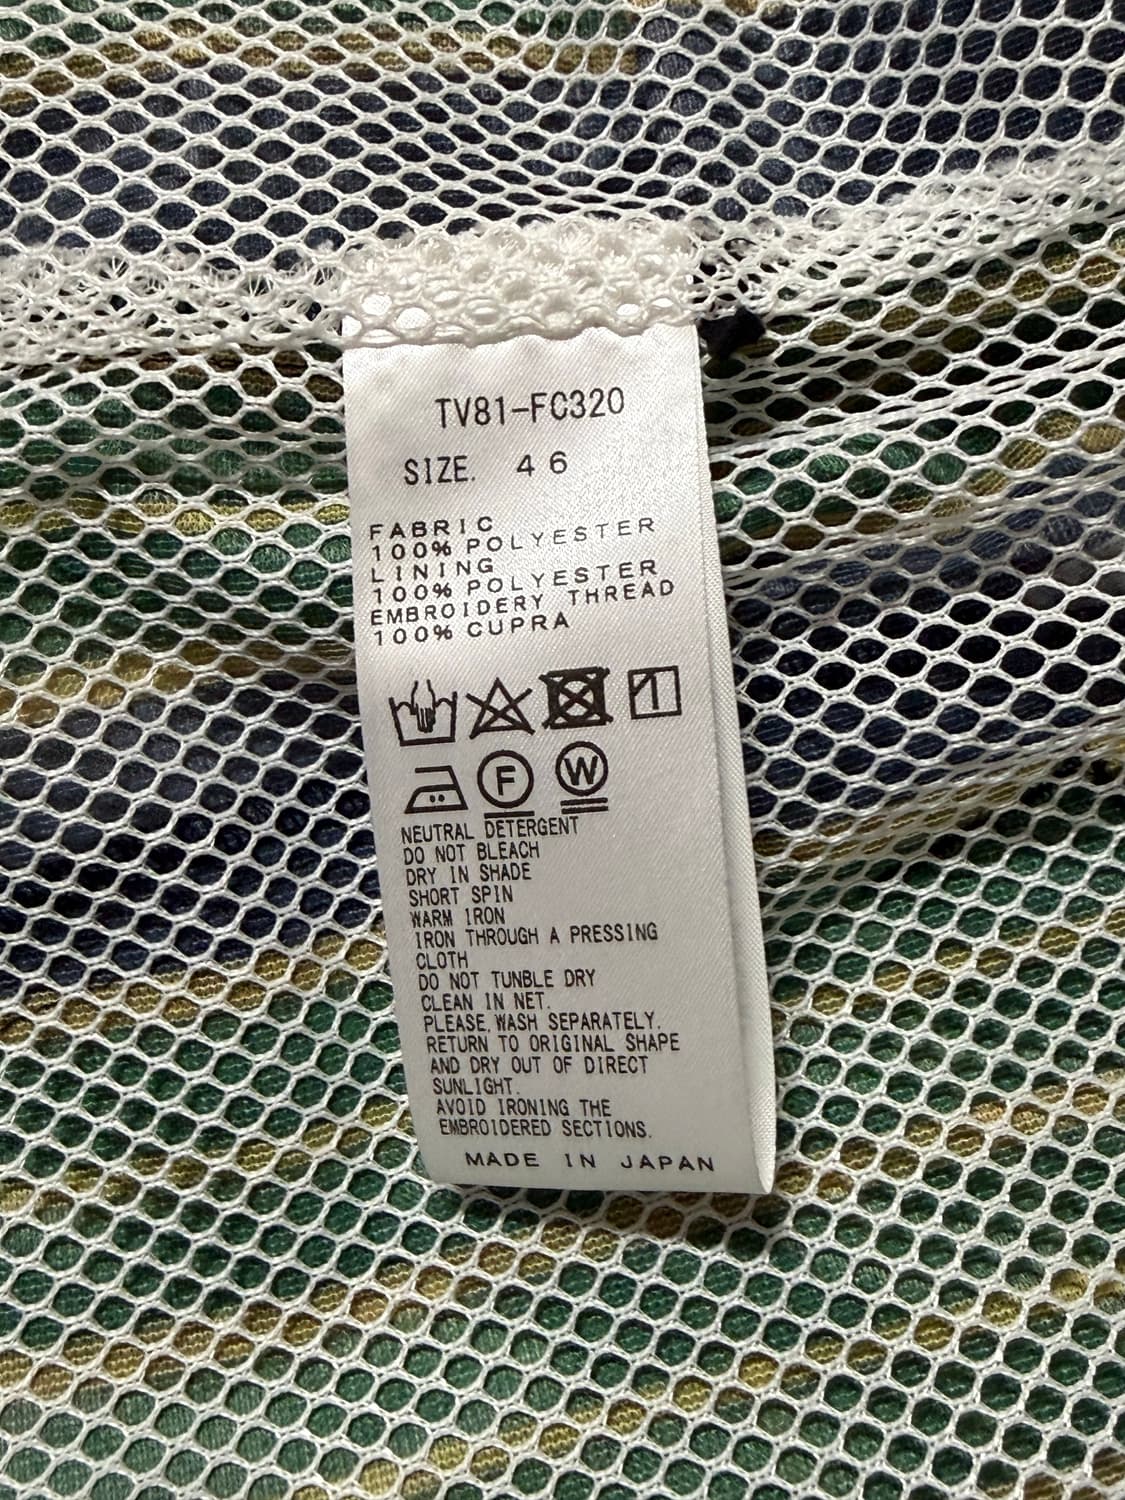 TV81-FC320
SIZE. 46
FABRIC
100% POLYESTER
LINING
100% POLYESTER
EMBROIDERY THREAD
100% CUPRA
F W
NEUTRAL DETERGENT
DO NOT BLEACH
DRY IN SHADE
SHORT SPIN
WARM IRON
IRON THROUGH A PRESSING
CLOTH
DO NOT TUNBLE DRY
CLEAN IN NET.
PLEASE,WASH SEPARATELY.
RETURN TO ORIGINAL SHAPE
AND DRY OUT OF DIRECT
SUNLIGHT.
AVOID IRONING THE
EMBROIDERED SECTIONS.
MADE IN JAPAN